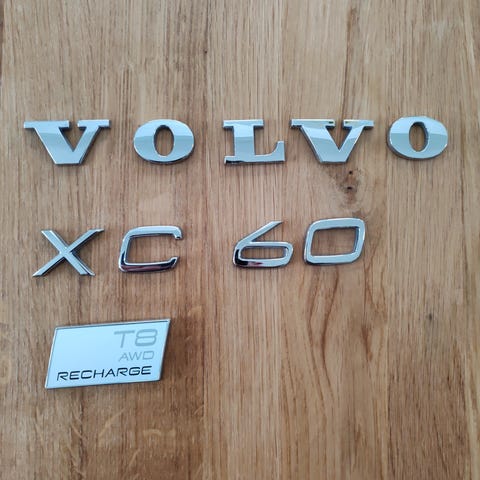 VOLVO
XC 60
T8
AWD
RECHARGE